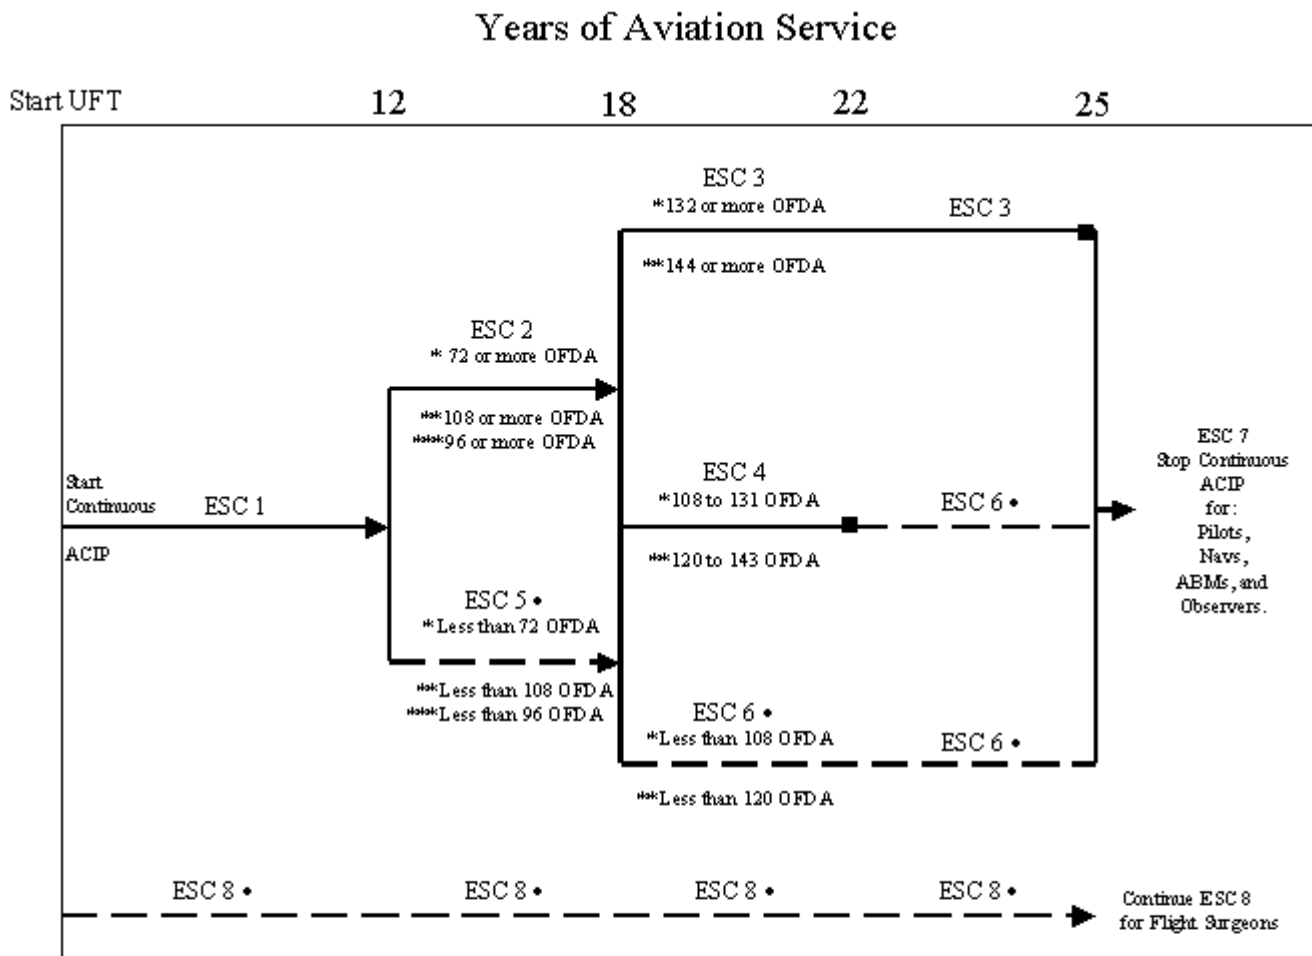 Years of Aviation Service
Start UFT
12
18
22
25
ESC 3
*132 or more OFDA
ESC 3
***144 or more OFDA
ESC 2
* 72 or more OFDA
***108 or more OFDA
****96 or more OFDA
Start
Continuous
ESC 1
ACIP
ESC 4
*108 to 131 OFDA
ESC 6 •
***120 to 143 OFDA
ESC 7
Stop Continuous
ACIP
for:
Pilots,
Navs,
ABMs, and
Observers.
ESC 5 •
*Less than 72 OFDA
***Less than 108 OFDA
****Less than 96 OFDA
ESC 6 •
*Less than 108 OFDA
ESC 6 •
***Less than 120 OFDA
ESC 8 •
ESC 8 •
ESC 8 •
ESC 8 •
Continue ESC 8
for Flight Surgeons